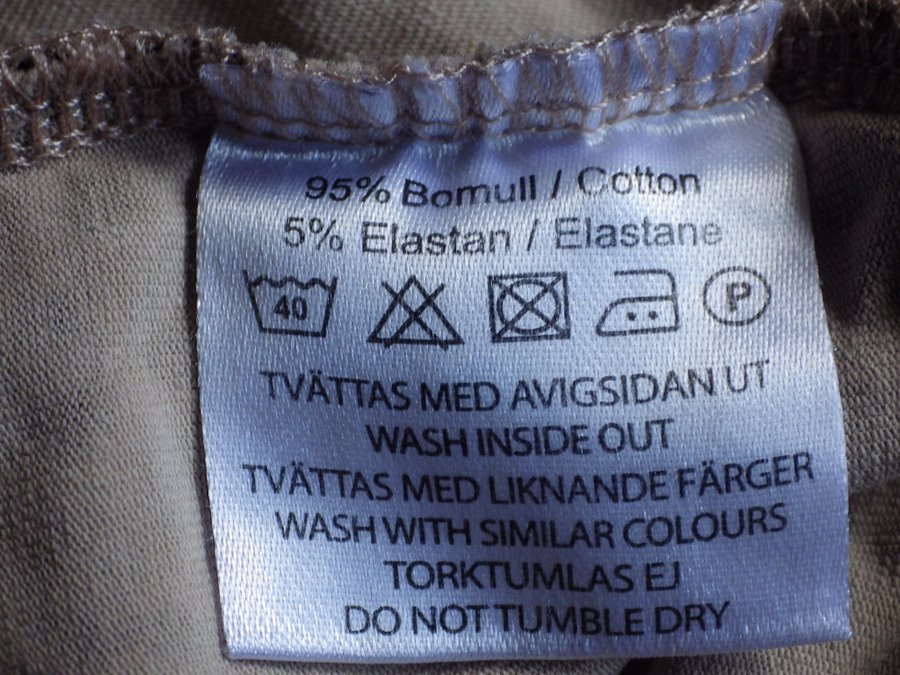 95% Bomull / Cotton
5% Elastan / Elastane
40 P
TVÄTTAS MED AVIGSIDAN UT
WASH INSIDE OUT
TVÄTTAS MED LIKNANDE FÄRGER
WASH WITH SIMILAR COLOURS
TORKTUMLAS EJ
DO NOT TUMBLE DRY